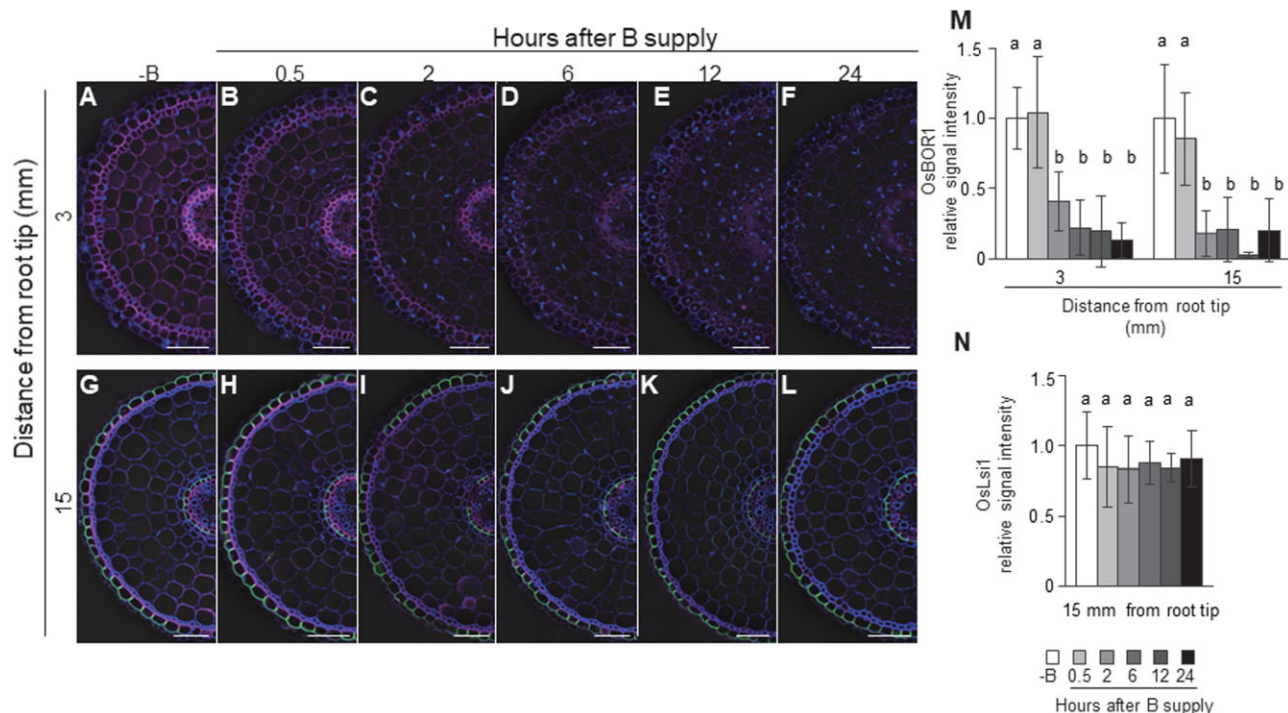 Hours after B supply
-B 0.5 2 6 12 24
Distance from root tip (mm)
3
A B C D E F
15
G H I J K L
M
OsBOR1
relative signal intensity
1.5
1.0
0.5
0
a a b b b b a a b b b b
3 15
Distance from root tip
(mm)
N
OsLsi1
relative signal intensity
1.5
1.0
0.5
0
a a a a a a
15 mm from root tip
-B 0.5 2 6 12 24
Hours after B supply